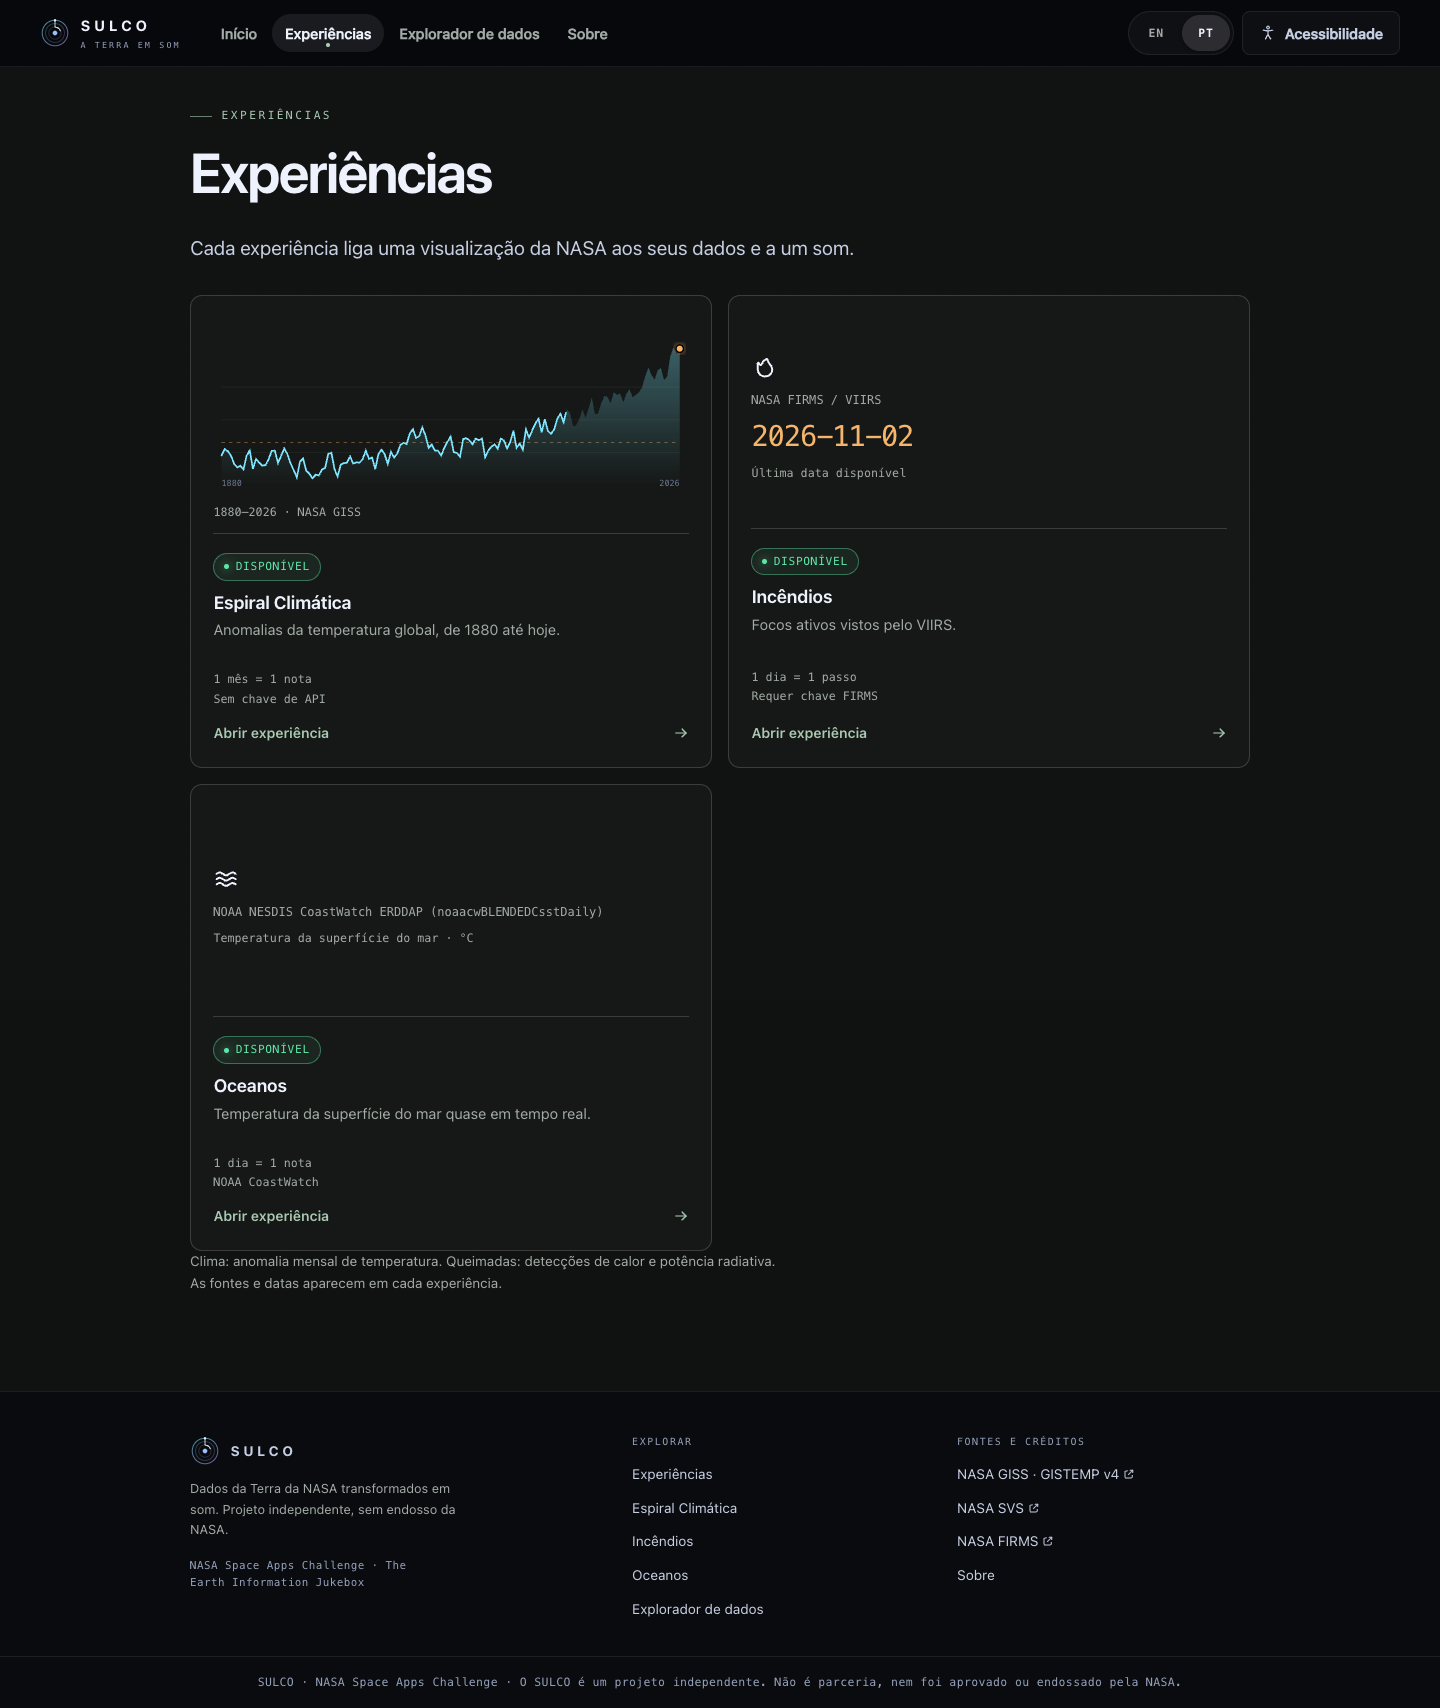 SULCO
A TERRA EM SOM
Início
Experiências
Explorador de dados
Sobre
EN
PT
Acessibilidade
EXPERIÊNCIAS
Experiências
Cada experiência liga uma visualização da NASA aos seus dados e a um som.
1880
2026
1880–2026 · NASA GISS
DISPONÍVEL
Espiral Climática
Anomalias da temperatura global, de 1880 até hoje.
1 mês = 1 nota
Sem chave de API
Abrir experiência →
NASA FIRMS / VIIRS
2026–11–02
Última data disponível
DISPONÍVEL
Incêndios
Focos ativos vistos pelo VIIRS.
1 dia = 1 passo
Requer chave FIRMS
Abrir experiência →
NOAA NESDIS CoastWatch ERDDAP (noaacwBLENDEDCsstDaily)
Temperatura da superfície do mar · °C
DISPONÍVEL
Oceanos
Temperatura da superfície do mar quase em tempo real.
1 dia = 1 nota
NOAA CoastWatch
Abrir experiência →
Clima: anomalia mensal de temperatura. Queimadas: detecções de calor e potência radiativa.
As fontes e datas aparecem em cada experiência.
SULCO
Dados da Terra da NASA transformados em
som. Projeto independente, sem endosso da
NASA.
NASA Space Apps Challenge · The
Earth Information Jukebox
EXPLORAR
Experiências
Espiral Climática
Incêndios
Oceanos
Explorador de dados
FONTES E CRÉDITOS
NASA GISS · GISTEMP v4
NASA SVS
NASA FIRMS
Sobre
SULCO · NASA Space Apps Challenge · O SULCO é um projeto independente. Não é parceria, nem foi aprovado ou endossado pela NASA.